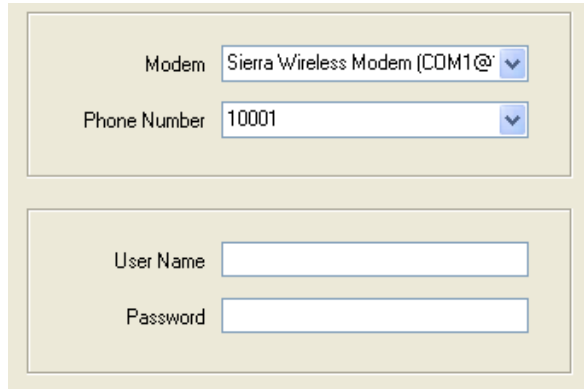 Modem Sierra Wireless Modem (COM1@
Phone Number 10001
User Name
Password